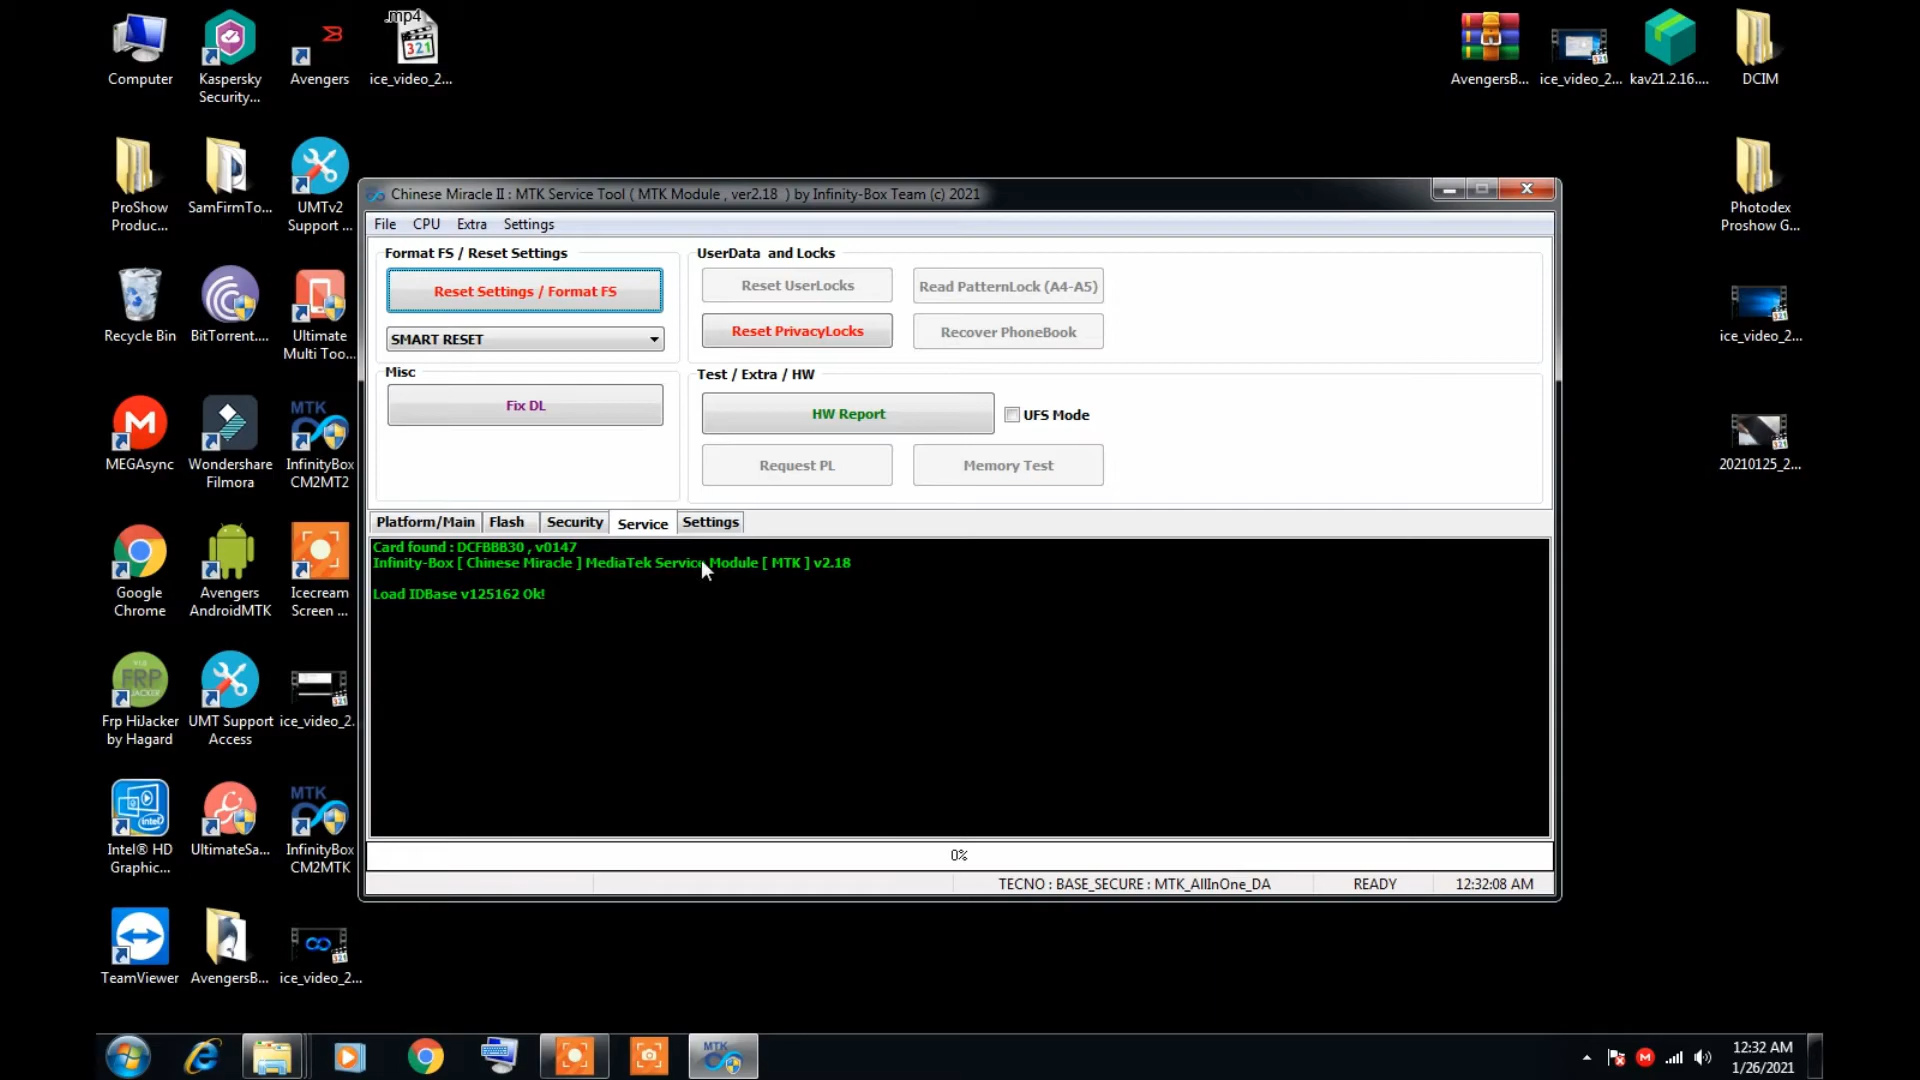 .mp4
Computer
Kaspersky
Security...
Avengers
ice_video_2...
AvengersB...
ice_video_2...
kav21.2.16....
DCIM
ProShow
Produc...
SamFirmTo...
UMTv2
Support ...
Photodex
Proshow G...
Recycle Bin
BitTorrent....
Ultimate
Multi Too...
ice_video_2...
MEGAsync
Wondershare
Filmora
MTK
InfinityBox
CM2MT2
20210125_2...
Google
Chrome
Avengers
AndroidMTK
Icecream
Screen ...
FRP
Frp HiJacker
by Hagard
UMT Support
Access
ice_video_2.
Intel® HD
Graphic...
UltimateSa...
MTK
InfinityBox
CM2MTK
TeamViewer
AvengersB...
ice_video_2...
Chinese Miracle II : MTK Service Tool ( MTK Module , ver2.18 ) by Infinity-Box Team (c) 2021
File CPU Extra Settings
Format FS / Reset Settings
Reset Settings / Format FS
SMART RESET
Misc
Fix DL
UserData and Locks
Reset UserLocks
Read PatternLock (A4-A5)
Reset PrivacyLocks
Recover PhoneBook
Test / Extra / HW
HW Report
UFS Mode
Request PL
Memory Test
Platform/Main Flash Security Service Settings
Card found : DCFBBB30 , v0147
Infinity-Box [ Chinese Miracle ] MediaTek Service Module [ MTK ] v2.18
Load IDBase v125162 Ok!
0%
TECNO : BASE_SECURE : MTK_AllInOne_DA
READY
12:32:08 AM
MTK
12:32 AM
1/26/2021